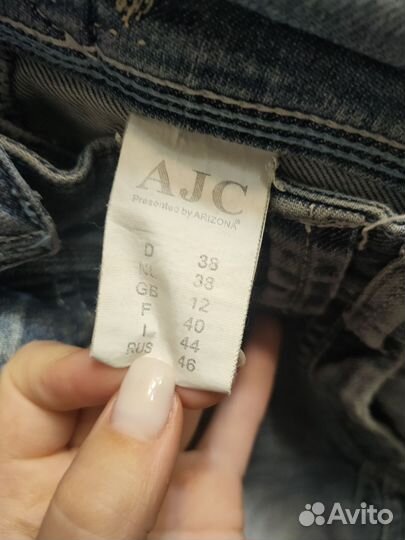 AJC
Presented by ARIZONA®
D 38
NL 38
GB 12
F 40
I 44
RUS 46
Avito